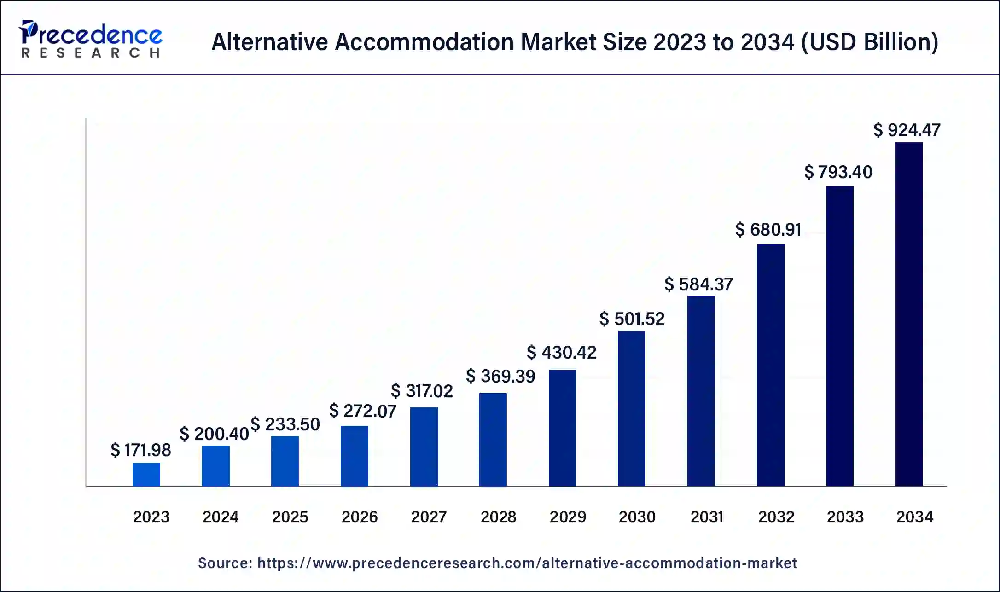 Precedence
RESEARCH
Alternative Accommodation Market Size 2023 to 2034 (USD Billion)
$ 171.98
$ 200.40
$ 233.50
$ 272.07
$ 317.02
$ 369.39
$ 430.42
$ 501.52
$ 584.37
$ 680.91
$ 793.40
$ 924.47
2023 2024 2025 2026 2027 2028 2029 2030 2031 2032 2033 2034
Source: https://www.precedenceresearch.com/alternative-accommodation-market